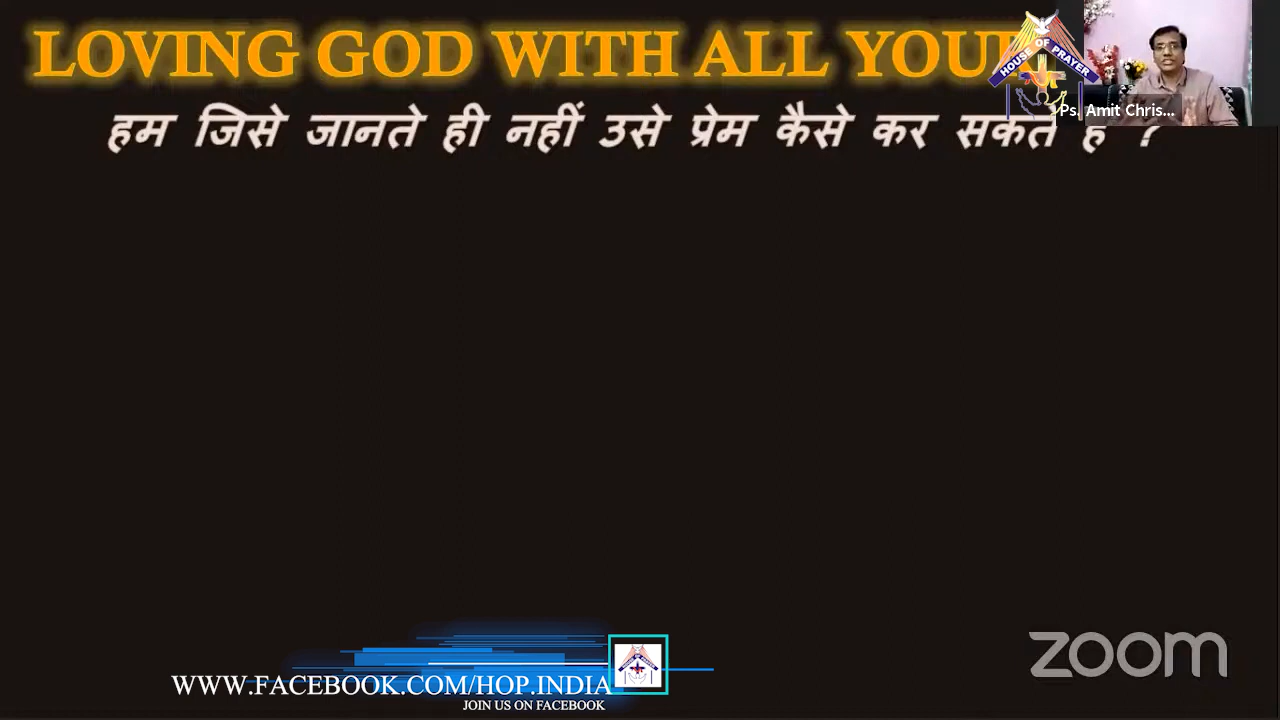 LOVING GOD WITH ALL YOUR
हम जिसे जानते ही नहीं उसे प्रेम कैसे कर सकते है ?
HOUSE OF PRAYER
Ps. Amit Chris...
WWW.FACEBOOK.COM/HOP.INDIA
JOIN US ON FACEBOOK
zoom